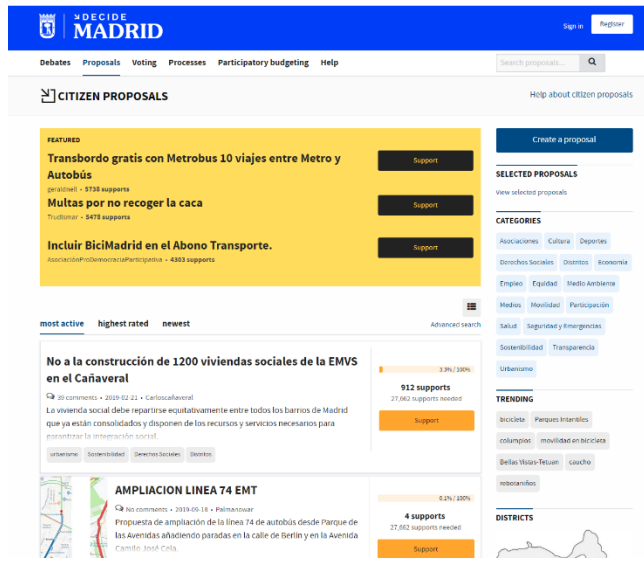 DECIDE
MADRID
Sign in
Register
Debates Proposals Voting Processes Participatory budgeting Help
Search proposals...
CITIZEN PROPOSALS
Help about citizen proposals
FEATURED
Transbordo gratis con Metrobus 10 viajes entre Metro y
Autobús
geraldnell • 5738 supports
Support
Multas por no recoger la caca
Trudismar • 5478 supports
Support
Incluir BiciMadrid en el Abono Transporte.
AsociaciónProDemocraciaParticipativa • 4303 supports
Support
most active highest rated newest
Advanced search
No a la construcción de 1200 viviendas sociales de la EMVS
en el Cañaveral
39 comments • 2019-02-21 • Carloscañaveral
La vivienda social debe repartirse equitativamente entre todos los barrios de Madrid
que ya están consolidados y disponen de los recursos y servicios necesarios para
garantizar la integración social.
urbanismo Sostenibilidad Derechos Sociales Distritos
3.3% / 100%
912 supports
27,662 supports needed
Support
AMPLIACION LINEA 74 EMT
No comments • 2019-09-18 • Palmanowar
Propuesta de ampliación de la línea 74 de autobús desde Parque de
las Avenidas añadiendo paradas en la calle de Berlín y en la Avenida
Camilo José Cela.
0.1% / 100%
4 supports
27,662 supports needed
Support
Create a proposal
SELECTED PROPOSALS
View selected proposals
CATEGORIES
Asociaciones Cultura Deportes
Derechos Sociales Distritos Economía
Empleo Equidad Medio Ambiente
Medios Movilidad Participación
Salud Seguridad y Emergencias
Sostenibilidad Transparencia
Urbanismo
TRENDING
bicicleta Parques Infantiles
columpios movilidad en bicicleta
Bellas Vistas-Tetuan caucho
rebotaniños
DISTRICTS